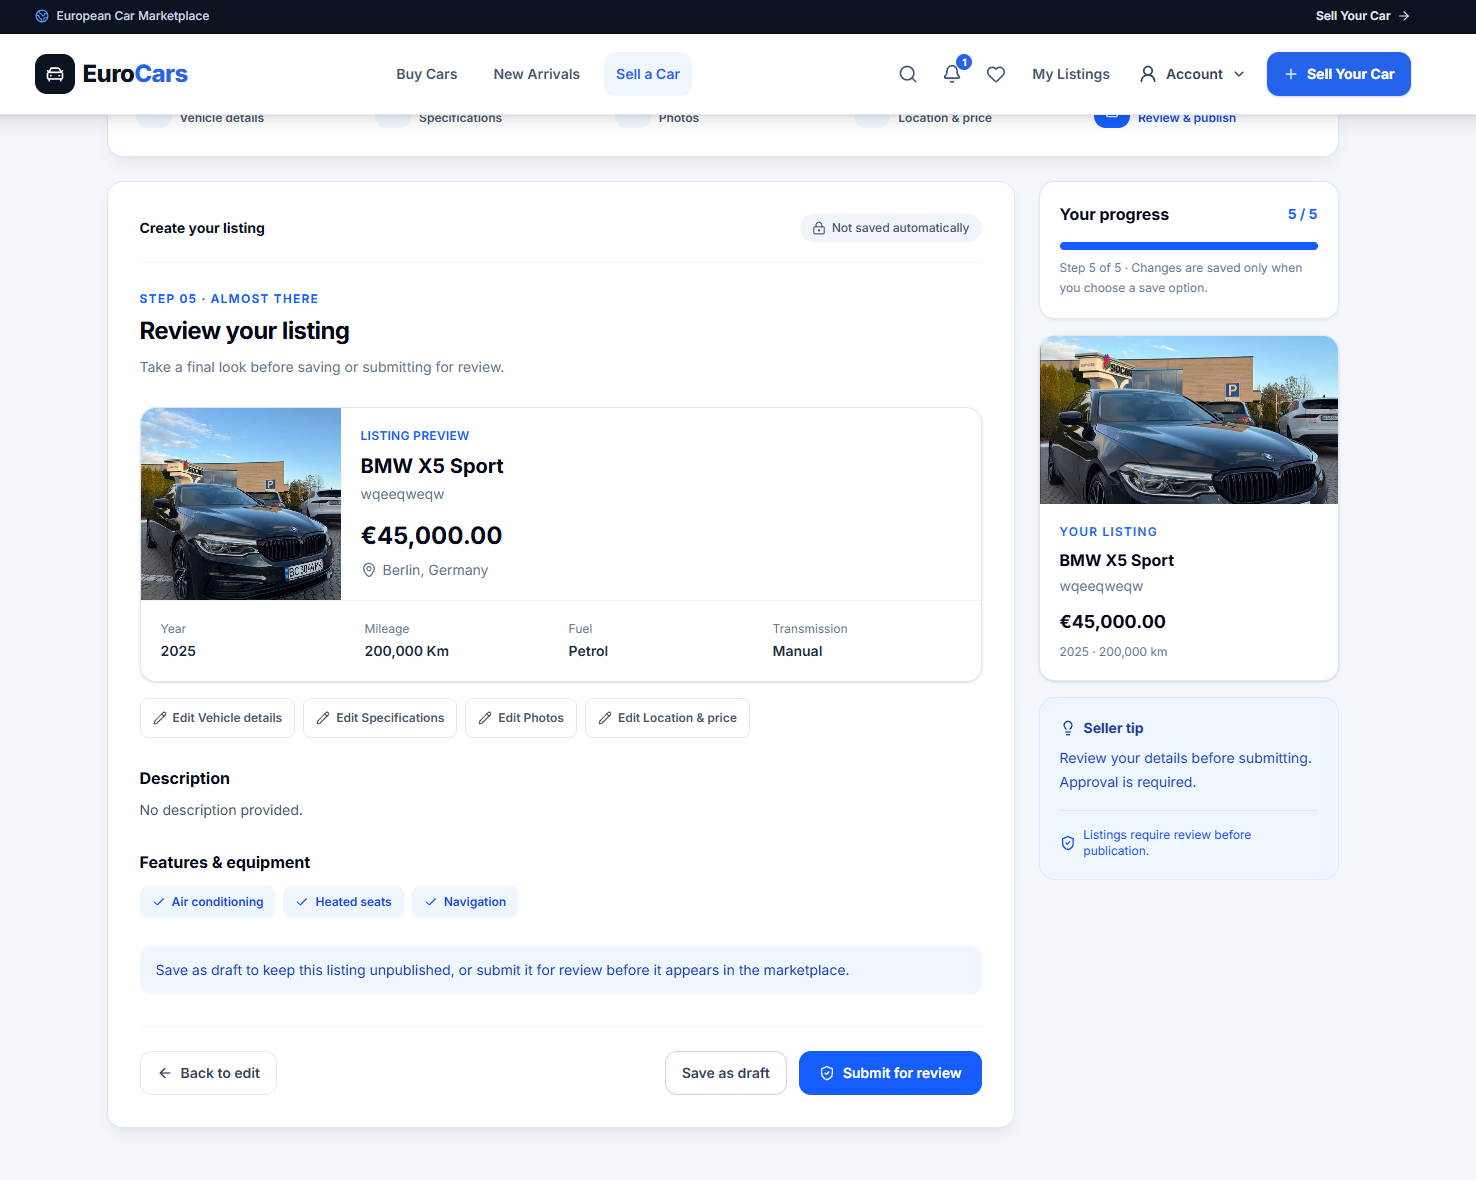 European Car Marketplace
Sell Your Car
EuroCars
Buy Cars
New Arrivals
Sell a Car
1
My Listings
Account
Sell Your Car
Vehicle details
Specifications
Photos
Location & price
Review & publish
Create your listing
Not saved automatically
STEP 05 · ALMOST THERE
Review your listing
Take a final look before saving or submitting for review.
P
LISTING PREVIEW
BMW X5 Sport
wqeeqweqw
€45,000.00
Berlin, Germany
Year
Mileage
Fuel
Transmission
2025
200,000 Km
Petrol
Manual
Edit Vehicle details
Edit Specifications
Edit Photos
Edit Location & price
Description
No description provided.
Features & equipment
Air conditioning
Heated seats
Navigation
Save as draft to keep this listing unpublished, or submit it for review before it appears in the marketplace.
Back to edit
Save as draft
Submit for review
Your progress
5 / 5
Step 5 of 5 · Changes are saved only when
you choose a save option.
P
YOUR LISTING
BMW X5 Sport
wqeeqweqw
€45,000.00
2025 · 200,000 km
Seller tip
Review your details before submitting.
Approval is required.
Listings require review before
publication.